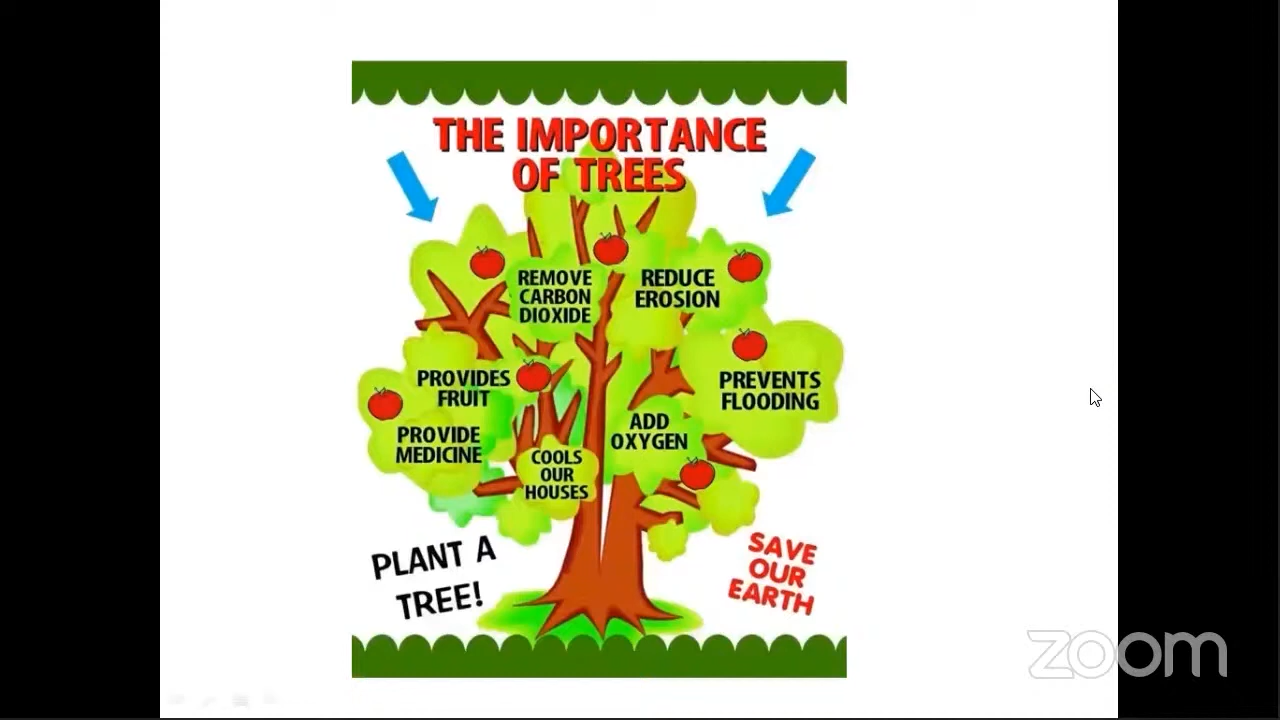 THE IMPORTANCE
OF TREES
REMOVE
CARBON
DIOXIDE
REDUCE
EROSION
PROVIDES
FRUIT
PREVENTS
FLOODING
PROVIDE
MEDICINE
ADD
OXYGEN
COOLS
OUR
HOUSES
PLANT A
TREE!
SAVE
OUR
EARTH
zoom